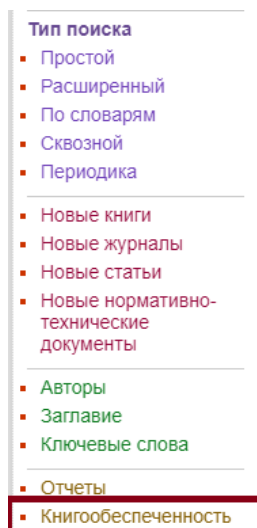 Тип поиска
Простой
Расширенный
По словарям
Сквозной
Периодика
Новые книги
Новые журналы
Новые статьи
Новые нормативно-
технические
документы
Авторы
Заглавие
Ключевые слова
Отчеты
Книгообеспеченность